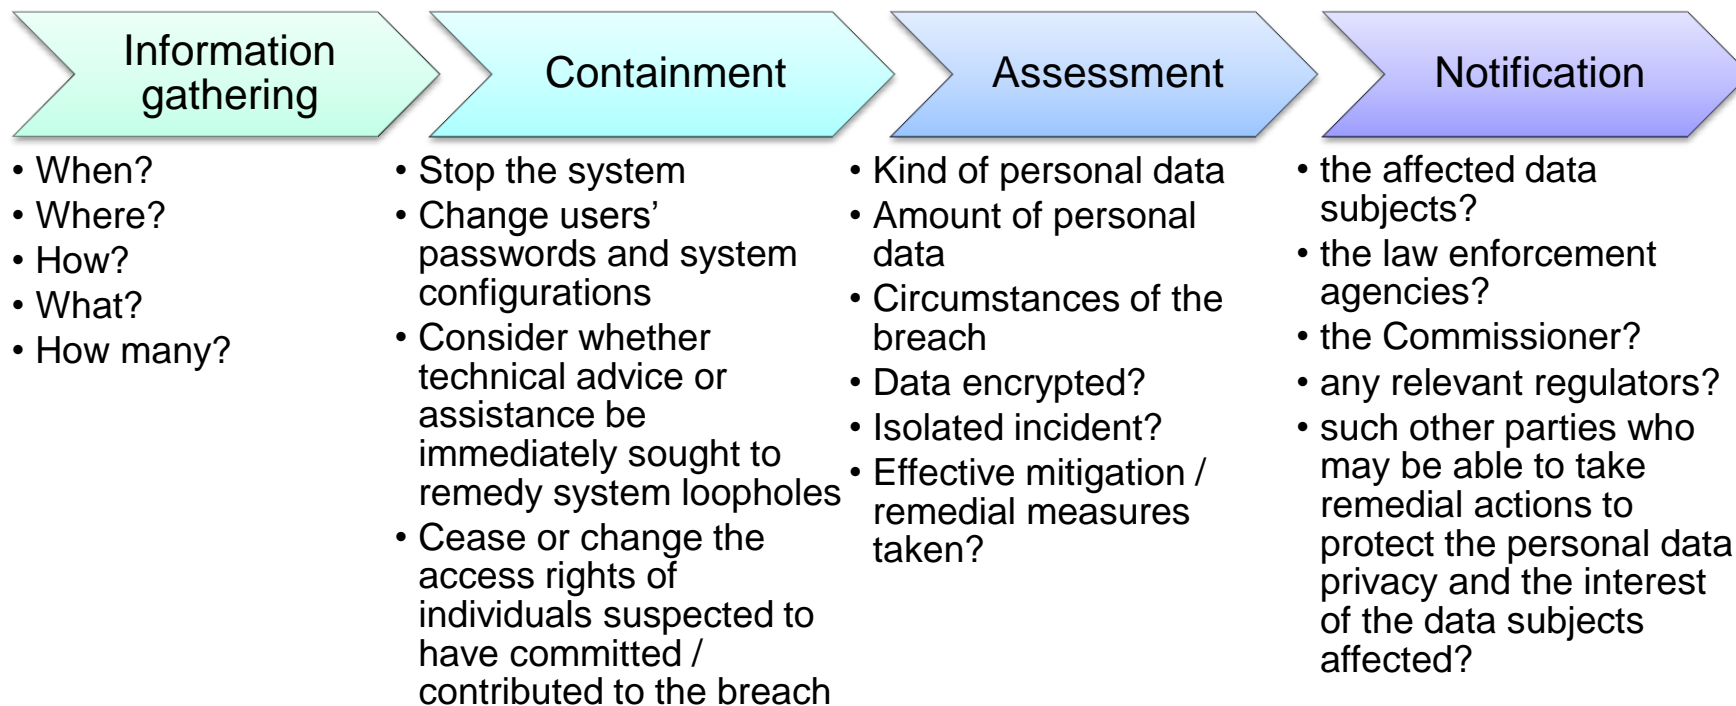 Information
gathering
• When?
• Where?
• How?
• What?
• How many?
Containment
• Stop the system
• Change users’
passwords and system
configurations
• Consider whether
technical advice or
assistance be
immediately sought to
remedy system loopholes
• Cease or change the
access rights of
individuals suspected to
have committed /
contributed to the breach
Assessment
• Kind of personal data
• Amount of personal
data
• Circumstances of the
breach
• Data encrypted?
• Isolated incident?
• Effective mitigation /
remedial measures
taken?
Notification
• the affected data
subjects?
• the law enforcement
agencies?
• the Commissioner?
• any relevant regulators?
• such other parties who
may be able to take
remedial actions to
protect the personal data
privacy and the interest
of the data subjects
affected?